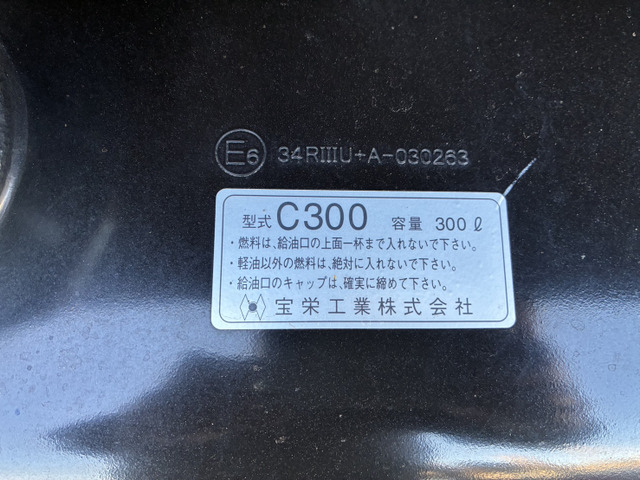 E6 34RIIIU+A-030263
型式 C300 容量 300ℓ
・燃料は、給油口の上面一杯まで入れないで下さい。
・軽油以外の燃料は、絶対に入れないで下さい。
・給油口のキャップは、確実に締めて下さい。
宝栄工業株式会社